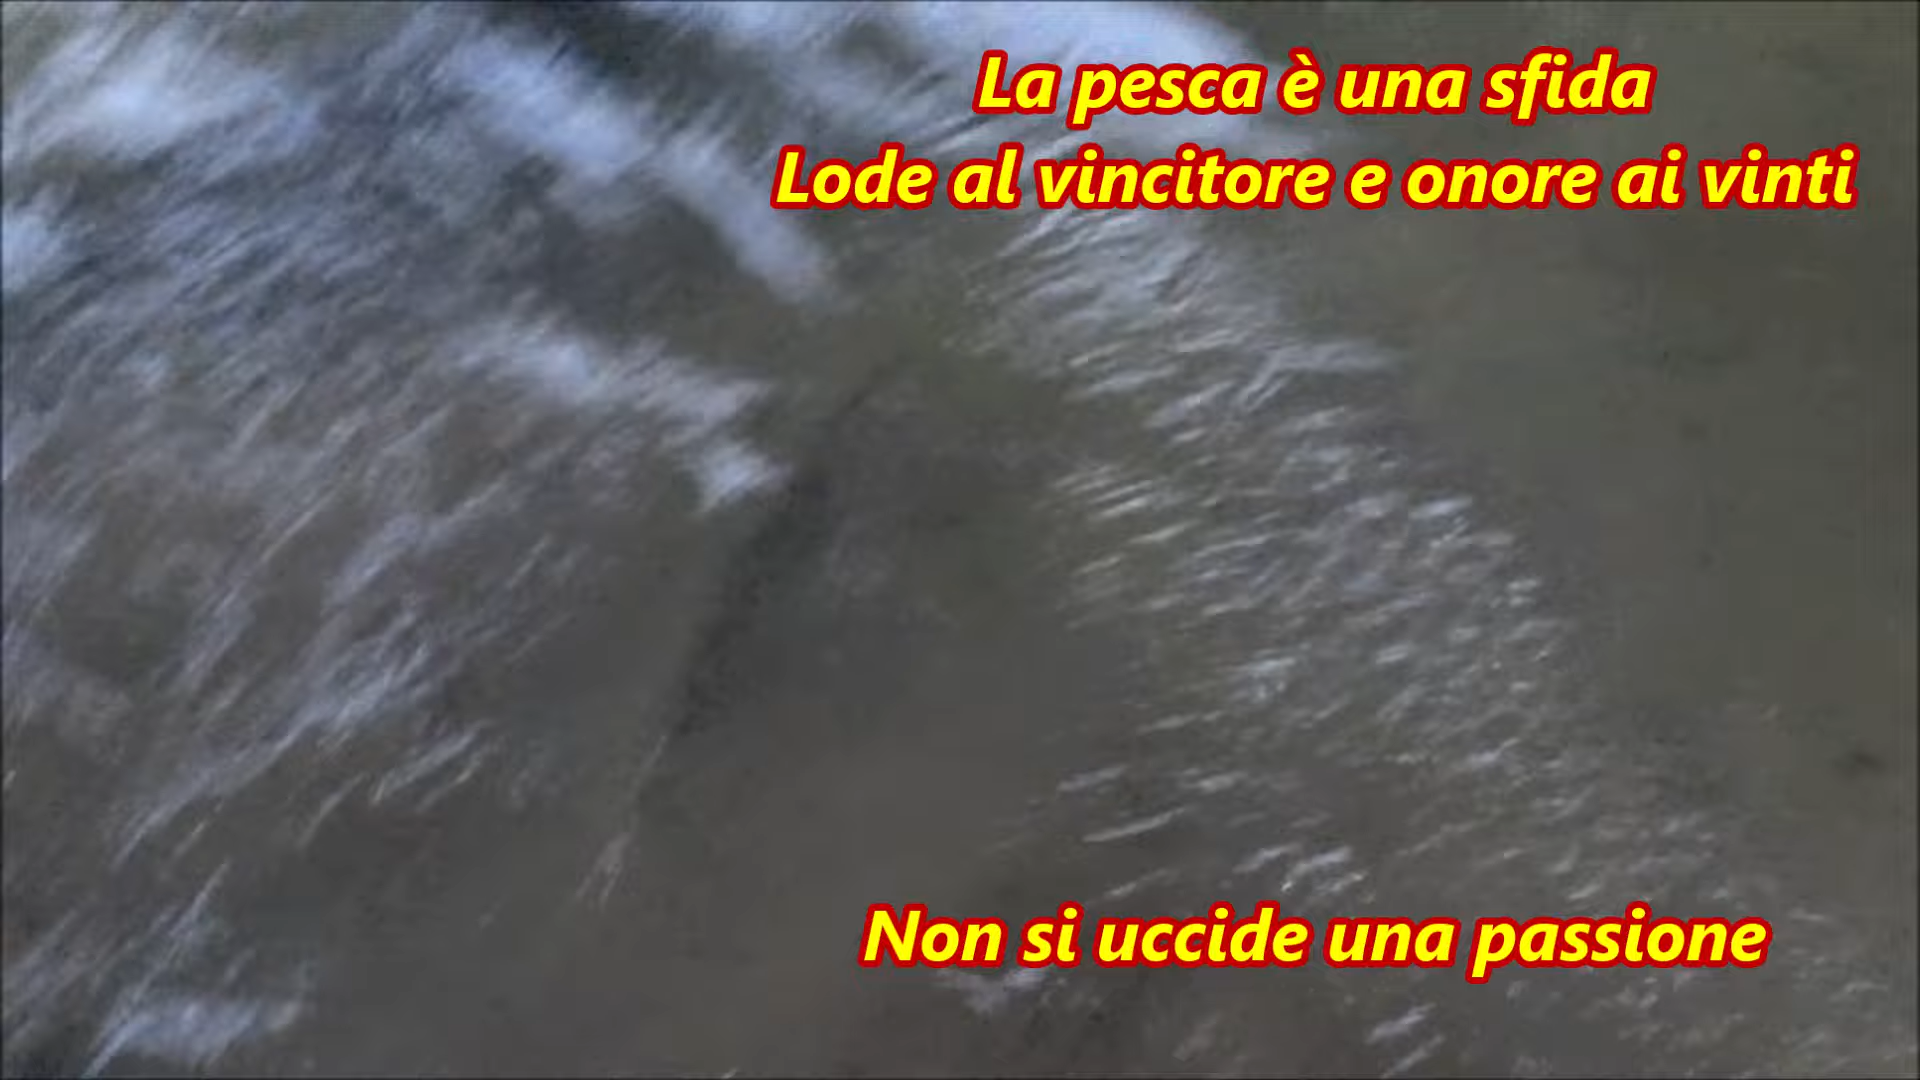 La pesca è una sfida
Lode al vincitore e onore ai vinti
Non si uccide una passione